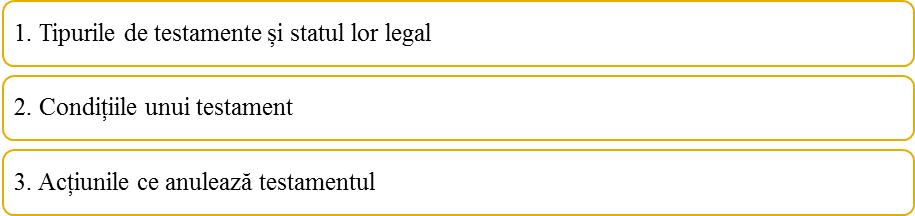 1. Tipurile de testamente și statul lor legal
2. Condițiile unui testament
3. Acțiunile ce anulează testamentul